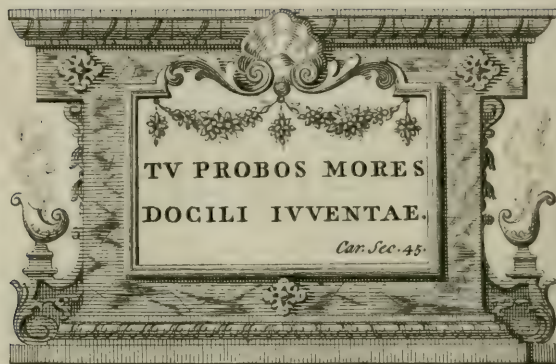 TV PROBOS MORES
DOCILI IVVENTAE.
Car. Sec. 45.